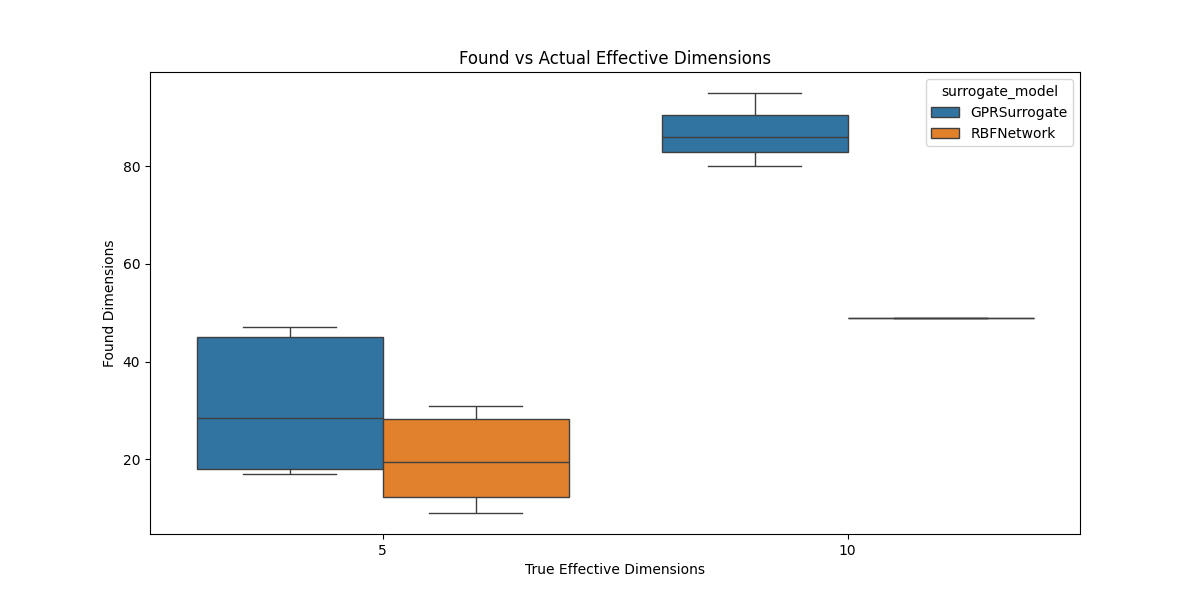 Found vs Actual Effective Dimensions
surrogate_model
GPRSurrogate
RBFNetwork
Found Dimensions
80
60
40
20
5
10
True Effective Dimensions